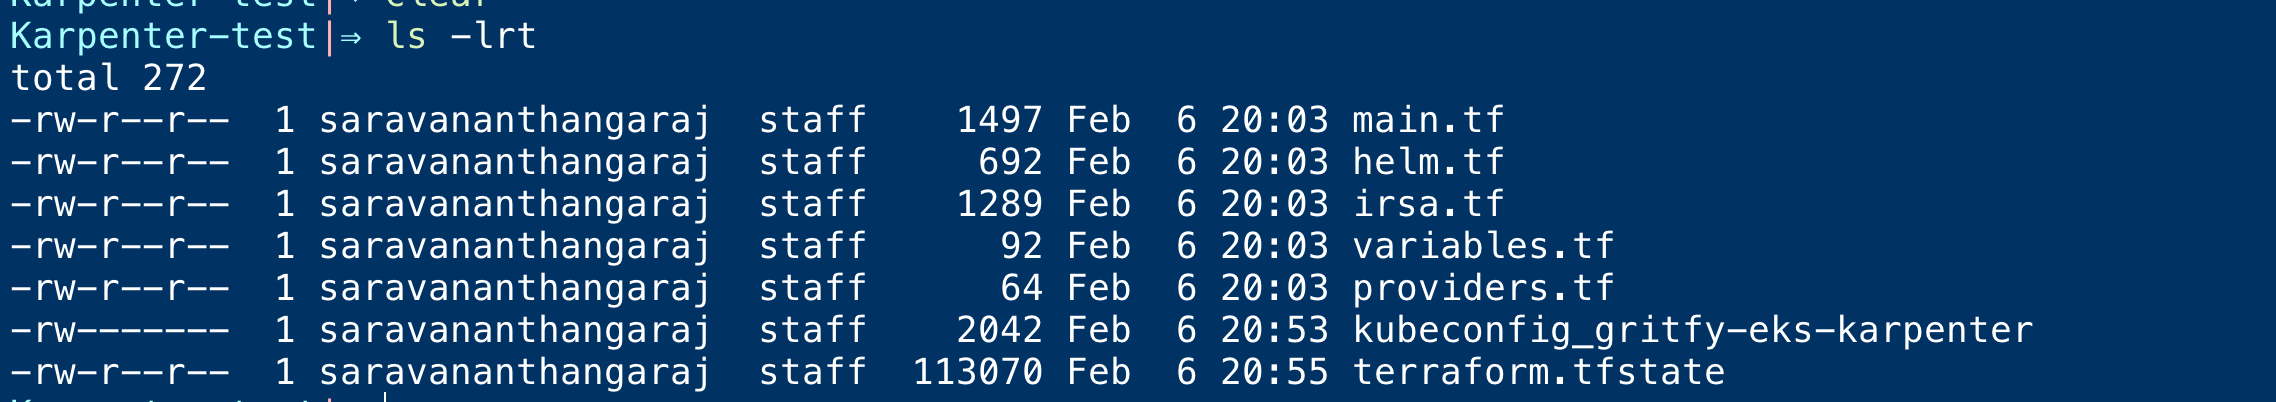 Karpenter-test|⇒ clear
Karpenter-test|⇒ ls -lrt
total 272
-rw-r--r--  1 saravananthangaraj  staff    1497 Feb  6 20:03 main.tf
-rw-r--r--  1 saravananthangaraj  staff     692 Feb  6 20:03 helm.tf
-rw-r--r--  1 saravananthangaraj  staff    1289 Feb  6 20:03 irsa.tf
-rw-r--r--  1 saravananthangaraj  staff      92 Feb  6 20:03 variables.tf
-rw-r--r--  1 saravananthangaraj  staff      64 Feb  6 20:03 providers.tf
-rw-------  1 saravananthangaraj  staff    2042 Feb  6 20:53 kubeconfig_gritfy-eks-karpenter
-rw-r--r--  1 saravananthangaraj  staff  113070 Feb  6 20:55 terraform.tfstate